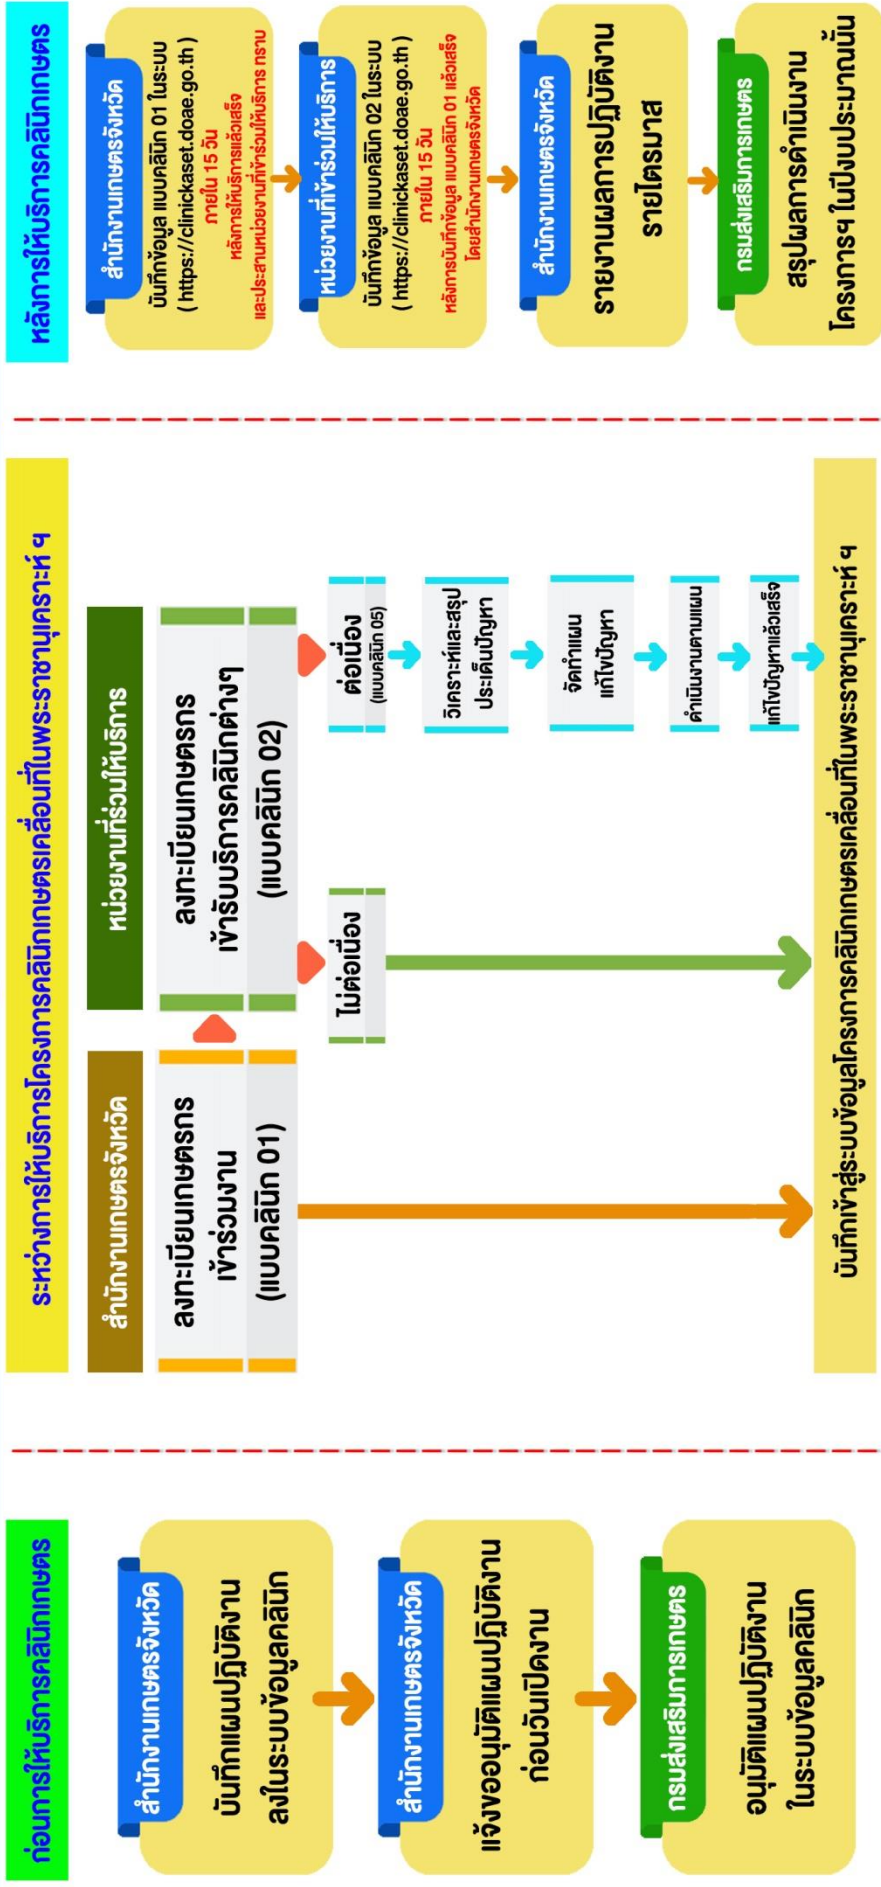 ก่อนการให้บริการคลินิกเกษตร
สำนักงานเกษตรจังหวัด
บันทึกแผนปฏิบัติงาน
ลงในระบบข้อมูลคลินิก
สำนักงานเกษตรจังหวัด
แจ้งขออนุมัติแผนปฏิบัติงาน
ก่อนวันเปิดงาน
กรมส่งเสริมการเกษตร
อนุมัติแผนปฏิบัติงาน
ในระบบข้อมูลคลินิก
ระหว่างการให้บริการโครงการคลินิกเกษตรเคลื่อนที่ในพระราชานุเคราะห์ ฯ
สำนักงานเกษตรจังหวัด
ลงทะเบียนเกษตรกร
เข้าร่วมงาน
(แบบคลินิก 01)
หน่วยงานที่ร่วมให้บริการ
ลงทะเบียนเกษตรกร
เข้ารับบริการคลินิกต่างๆ
(แบบคลินิก 02)
ไม่ต่อเนื่อง
ต่อเนื่อง
(แบบคลินิก 05)
วิเคราะห์และสรุป
ประเด็นปัญหา
จัดทำแผน
แก้ไขปัญหา
ดำเนินงานตามแผน
แก้ไขปัญหาแล้วเสร็จ
บันทึกเข้าสู่ระบบข้อมูลโครงการคลินิกเกษตรเคลื่อนที่ในพระราชานุเคราะห์ ฯ
หลังการให้บริการคลินิกเกษตร
สำนักงานเกษตรจังหวัด
บันทึกข้อมูล แบบคลินิก 01 ในระบบ
( https://clinickaset.doae.go.th )
ภายใน 15 วัน
หลังการให้บริการแล้วเสร็จ
และประสานหน่วยงานที่เข้าร่วมให้บริการ ทราบ
หน่วยงานที่เข้าร่วมให้บริการ
บันทึกข้อมูล แบบคลินิก 02 ในระบบ
( https://clinickaset.doae.go.th )
ภายใน 15 วัน
หลังการบันทึกข้อมูล แบบคลินิก 01 แล้วเสร็จ
โดยสำนักงานเกษตรจังหวัด
สำนักงานเกษตรจังหวัด
รายงานผลการปฏิบัติงาน
รายไตรมาส
กรมส่งเสริมการเกษตร
สรุปผลการดำเนินงาน
โครงการฯ ในปีงบประมาณนั้น